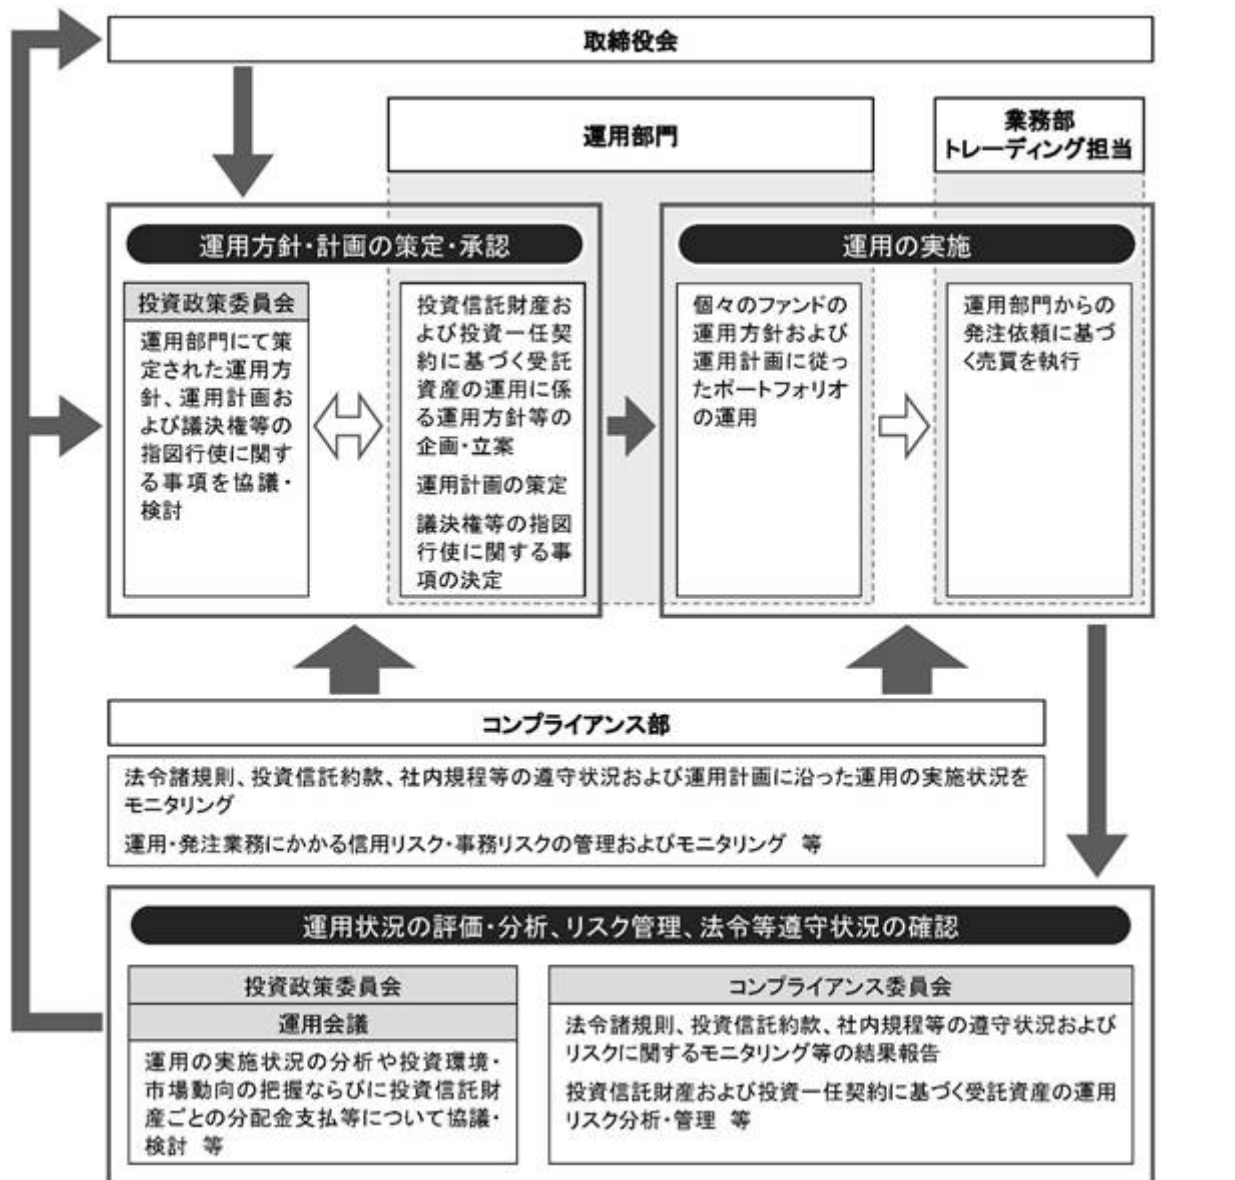 取締役会
運用部門
業務部
トレーディング担当
運用方針・計画の策定・承認
投資政策委員会
運用部門にて策
定された運用方
針、運用計画お
よび議決権等の
指図行使に関す
る事項を協議・
検討
投資信託財産お
よび投資一任契
約に基づく受託
資産の運用に係
る運用方針等の
企画・立案
運用計画の策定
議決権等の指図
行使に関する事
項の決定
運用の実施
個々のファンドの
運用方針および
運用計画に従っ
たポートフォリオ
の運用
運用部門からの
発注依頼に基づ
く売買を執行
コンプライアンス部
法令諸規則、投資信託約款、社内規程等の遵守状況および運用計画に沿った運用の実施状況を
モニタリング
運用・発注業務にかかる信用リスク・事務リスクの管理およびモニタリング 等
運用状況の評価・分析、リスク管理、法令等遵守状況の確認
投資政策委員会
運用会議
運用の実施状況の分析や投資環境・
市場動向の把握ならびに投資信託財
産ごとの分配金支払等について協議・
検討 等
コンプライアンス委員会
法令諸規則、投資信託約款、社内規程等の遵守状況および
リスクに関するモニタリング等の結果報告
投資信託財産および投資一任契約に基づく受託資産の運用
リスク分析・管理 等